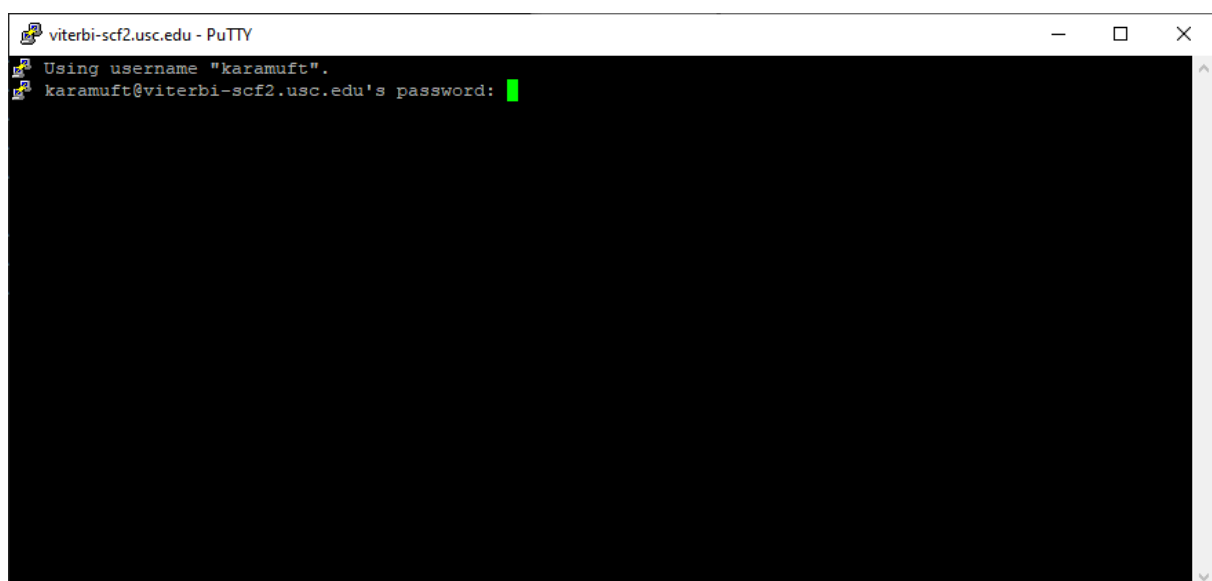 viterbi-scf2.usc.edu - PuTTY
Using username "karamuft".
karamuft@viterbi-scf2.usc.edu's password: